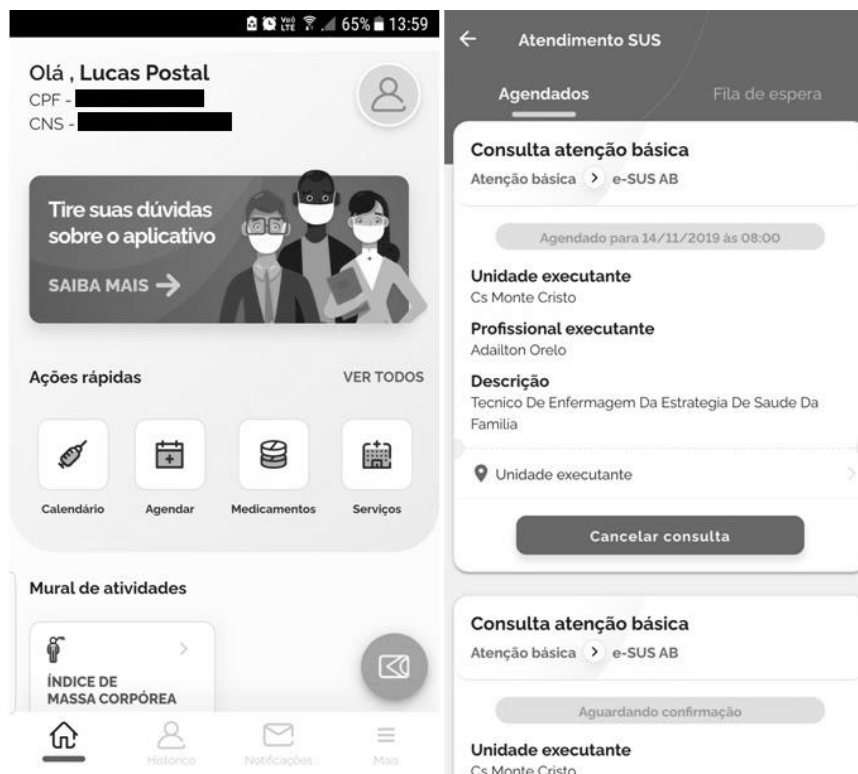 Vo))
LTE
65%
13:59
Olá , Lucas Postal
CPF -
CNS -
Tire suas dúvidas
sobre o aplicativo
SAIBA MAIS
Ações rápidas
VER TODOS
Calendário
Agendar
Medicamentos
Serviços
Mural de atividades
ÍNDICE DE
MASSA CORPÓREA
Histórico
Notificações
Mais
Atendimento SUS
Agendados
Fila de espera
Consulta atenção básica
Atenção básica > e-SUS AB
Agendado para 14/11/2019 às 08:00
Unidade executante
Cs Monte Cristo
Profissional executante
Adailton Orelo
Descrição
Tecnico De Enfermagem Da Estrategia De Saude Da
Familia
Unidade executante
Cancelar consulta
Consulta atenção básica
Atenção básica > e-SUS AB
Aguardando confirmação
Unidade executante
Cs Monte Cristo